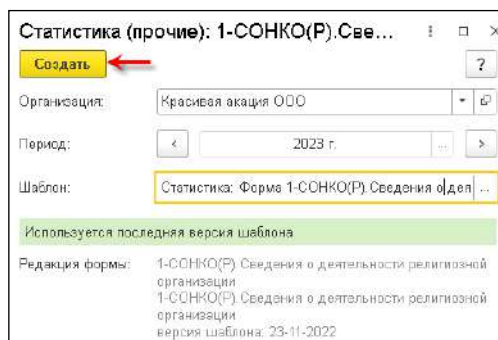 Статистика (прочие): 1-СОНКО(Р).Све...
Создать
?
Организация: Красивая акация ООО
Период: < 2023 г. ... >
Шаблон: Статистика: Форма 1-СОНКО(Р).Сведения о деп ...
Используется последняя версия шаблона
Редакция формы: 1-СОНКО(Р).Сведения о деятельности религиозной
организации
1-СОНКО(Р).Сведения о деятельности религиозной
организации
версия шаблона: 23-11-2022